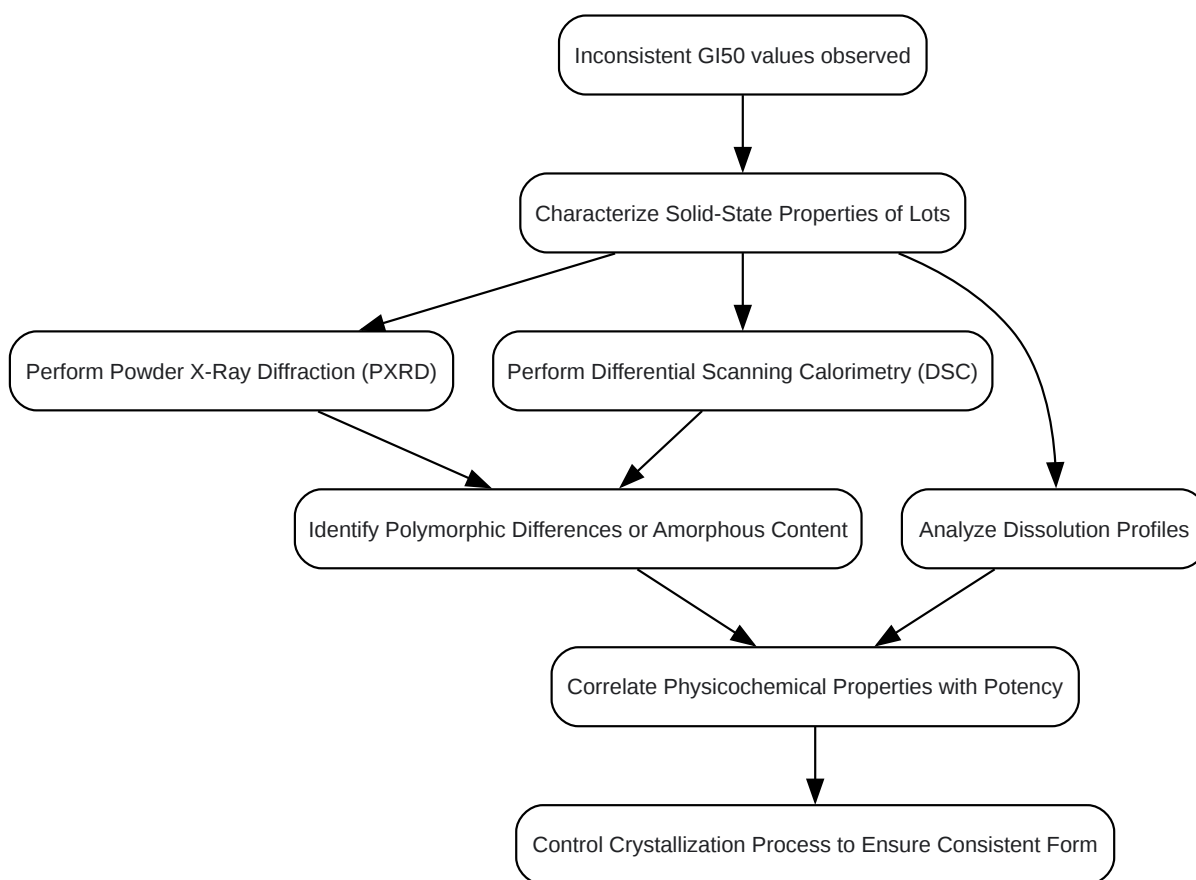 Inconsistent GI50 values observed
Characterize Solid-State Properties of Lots
Perform Powder X-Ray Diffraction (PXRD)
Perform Differential Scanning Calorimetry (DSC)
Identify Polymorphic Differences or Amorphous Content
Analyze Dissolution Profiles
Correlate Physicochemical Properties with Potency
Control Crystallization Process to Ensure Consistent Form